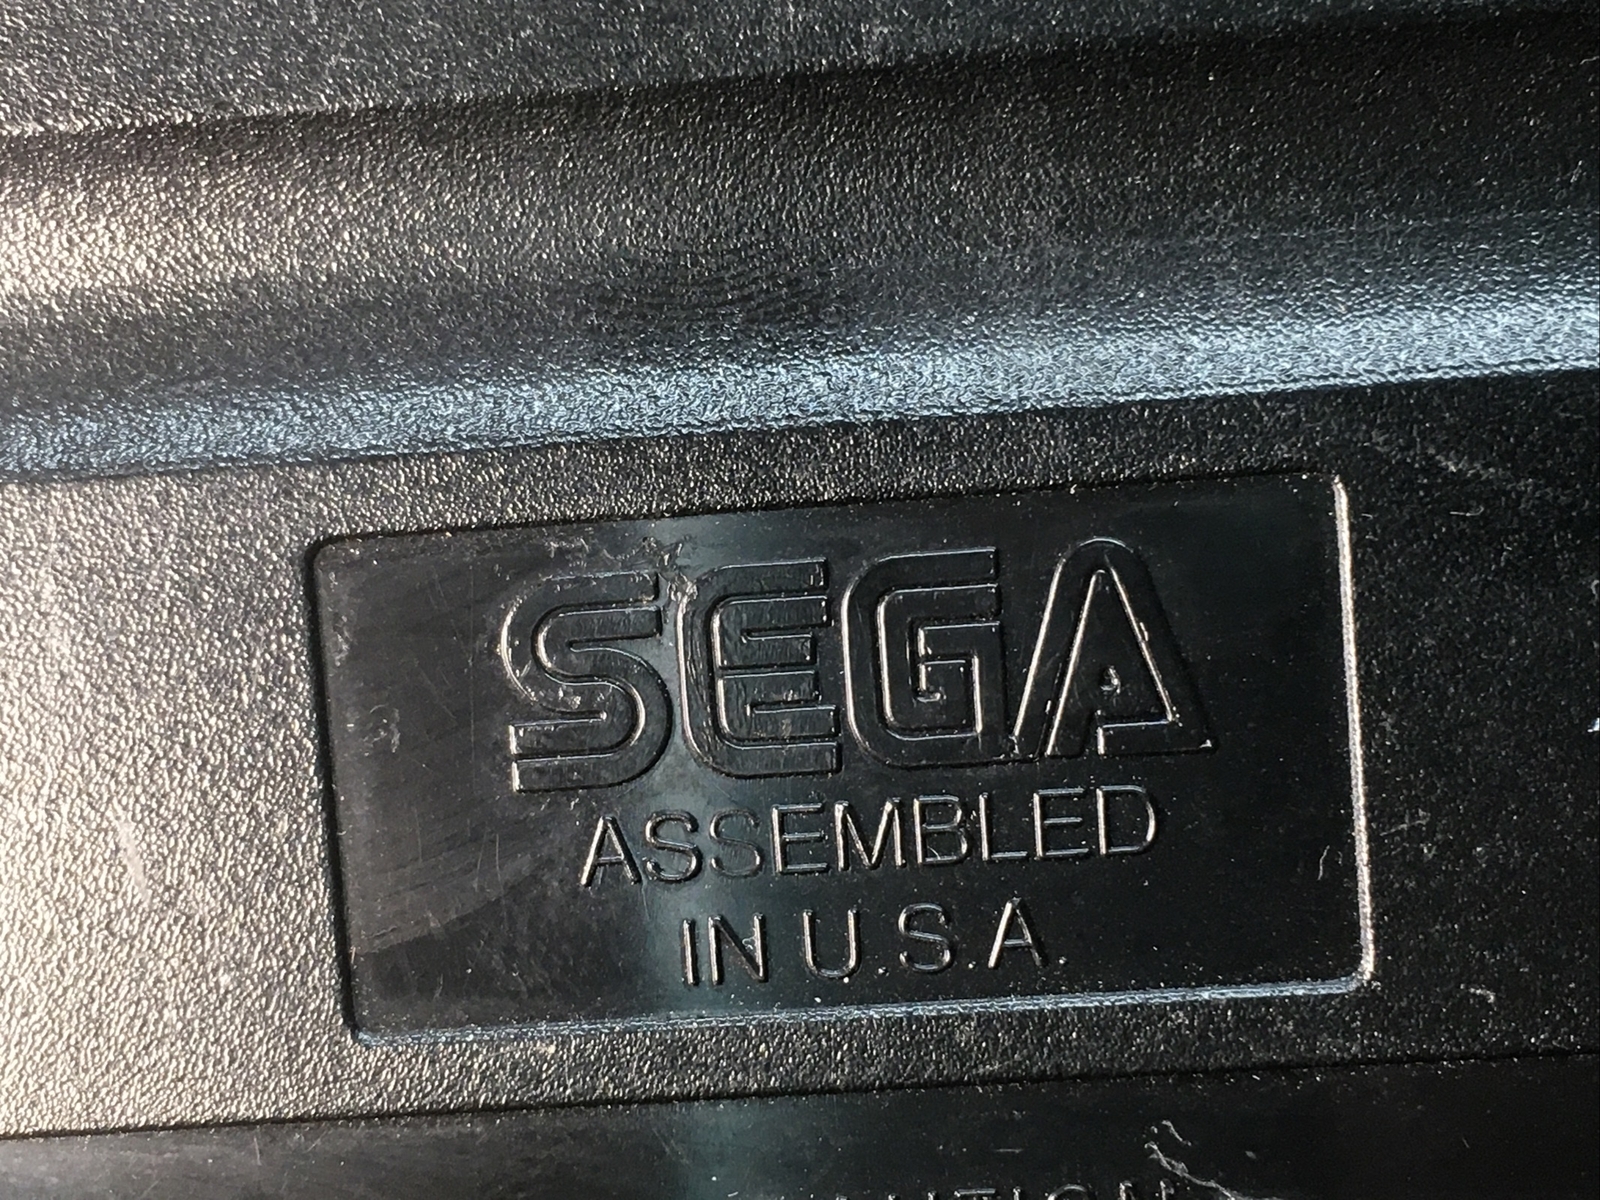 SEGA
ASSEMBLED
IN U.S.A.